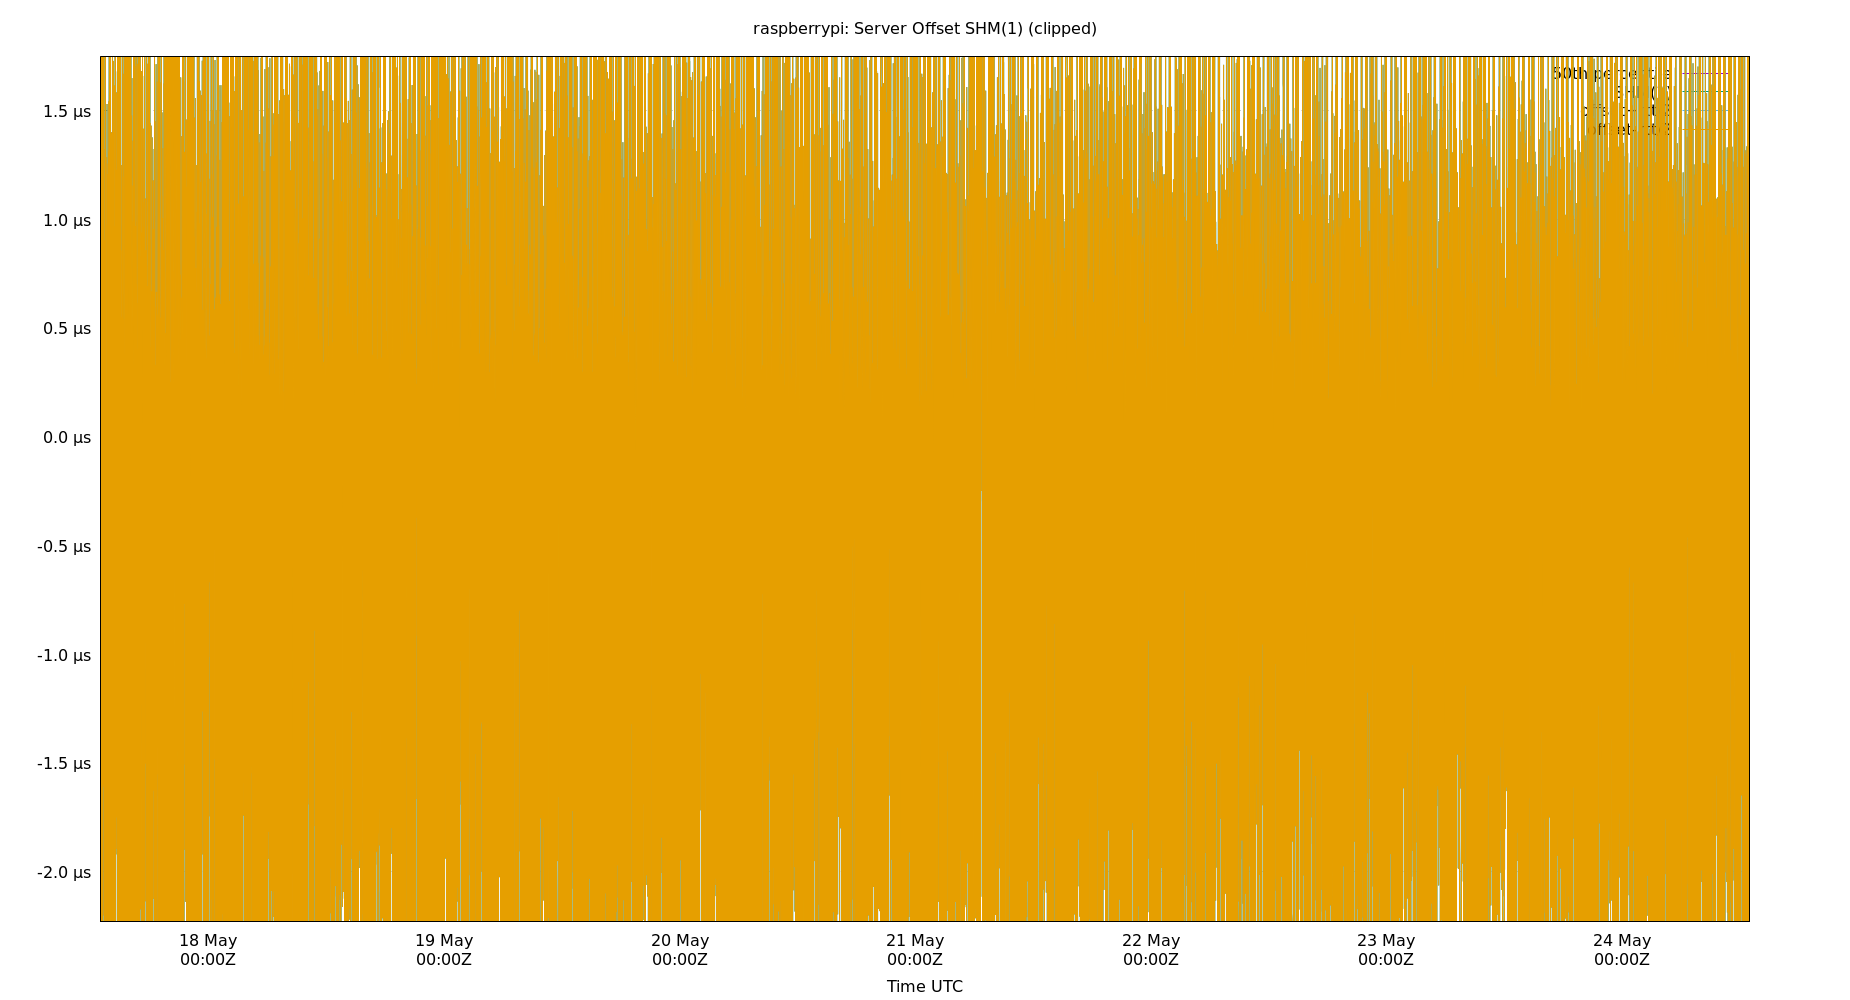 raspberrypi: Server Offset SHM(1) (clipped)
50th percentile
1.5 µs
1.0 µs
0.5 µs
0.0 µs
-0.5 µs
-1.0 µs
-1.5 µs
-2.0 µs
18 May 19 May 20 May 21 May 22 May 23 May 24 May
00:00Z 00:00Z 00:00Z 00:00Z 00:00Z 00:00Z 00:00Z
Time UTC